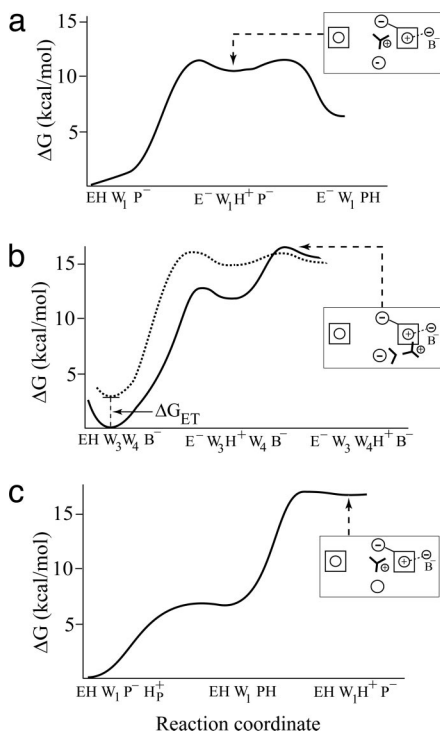 a
15
10
5
ΔG (kcal/mol)
EH W₁ P⁻
E⁻ W₁H⁺ P⁻
E⁻ W₁ PH
B⁻
b
15
10
5
ΔG (kcal/mol)
ΔG_ET
EH W₃W₄ B⁻
E⁻ W₃H⁺ W₄ B⁻
E⁻ W₃ W₄H⁺ B⁻
B⁻
c
15
10
5
ΔG (kcal/mol)
EH W₁ P⁻ H_P⁺
EH W₁ PH
EH W₁H⁺ P⁻
B⁻
Reaction coordinate